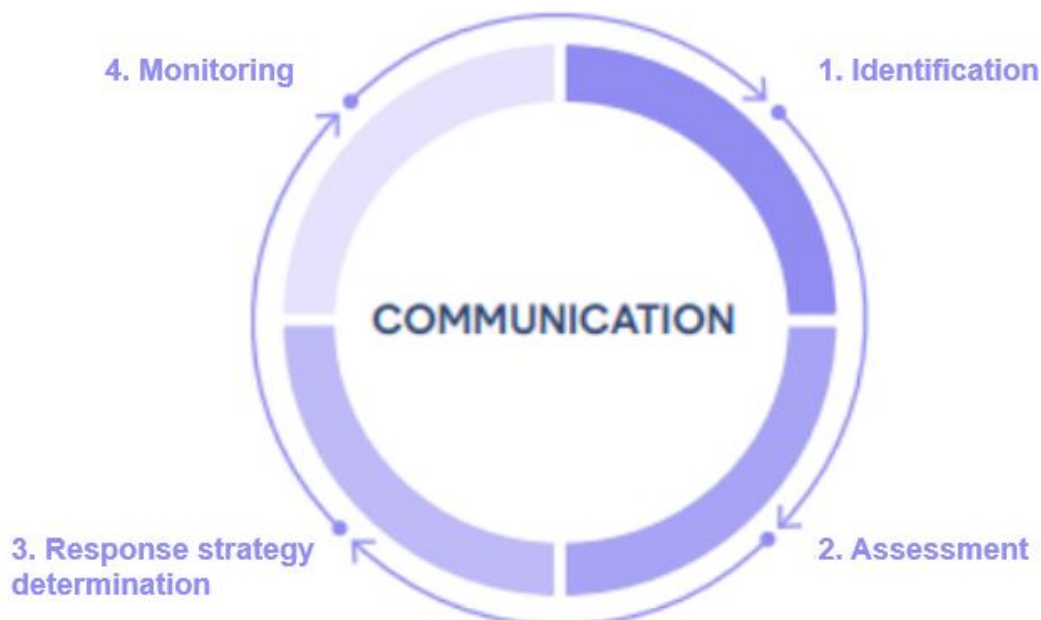 4. Monitoring
1. Identification
COMMUNICATION
3. Response strategy
determination
2. Assessment